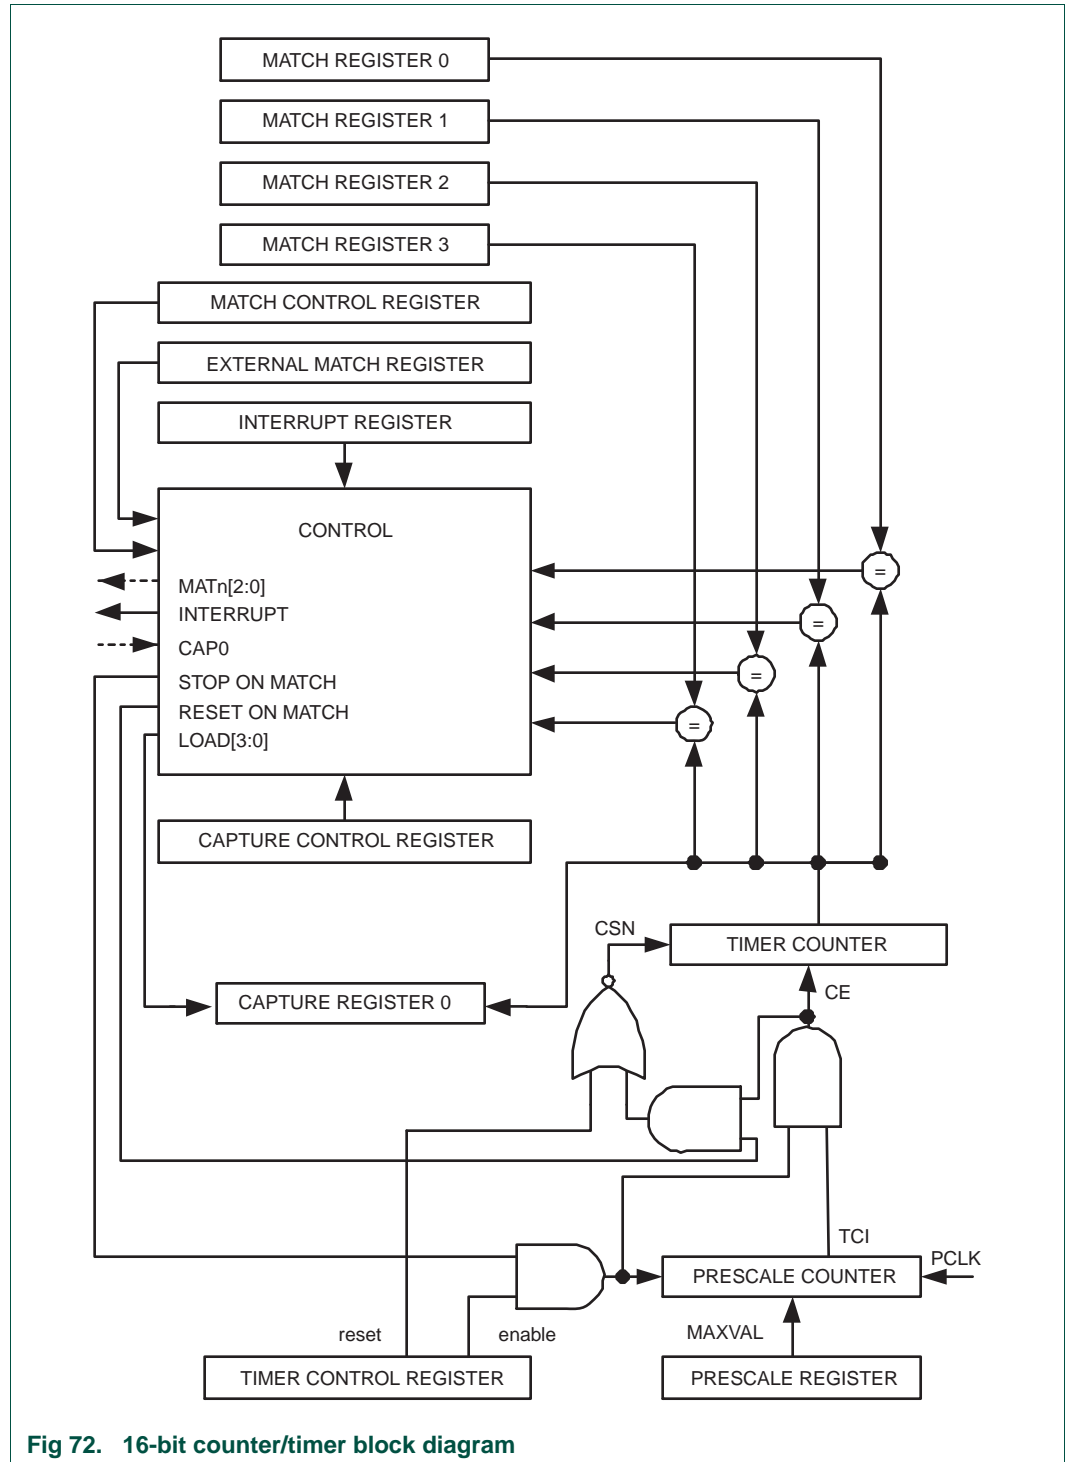 MATCH REGISTER 0
MATCH REGISTER 1
MATCH REGISTER 2
MATCH REGISTER 3
MATCH CONTROL REGISTER
EXTERNAL MATCH REGISTER
INTERRUPT REGISTER
CONTROL
=
=
=
=
MATn[2:0]
INTERRUPT
CAP0
STOP ON MATCH
RESET ON MATCH
LOAD[3:0]
CAPTURE CONTROL REGISTER
CSN
TIMER COUNTER
CE
CAPTURE REGISTER 0
TCI
PCLK
PRESCALE COUNTER
reset
enable
MAXVAL
TIMER CONTROL REGISTER
PRESCALE REGISTER
Fig 72. 16-bit counter/timer block diagram